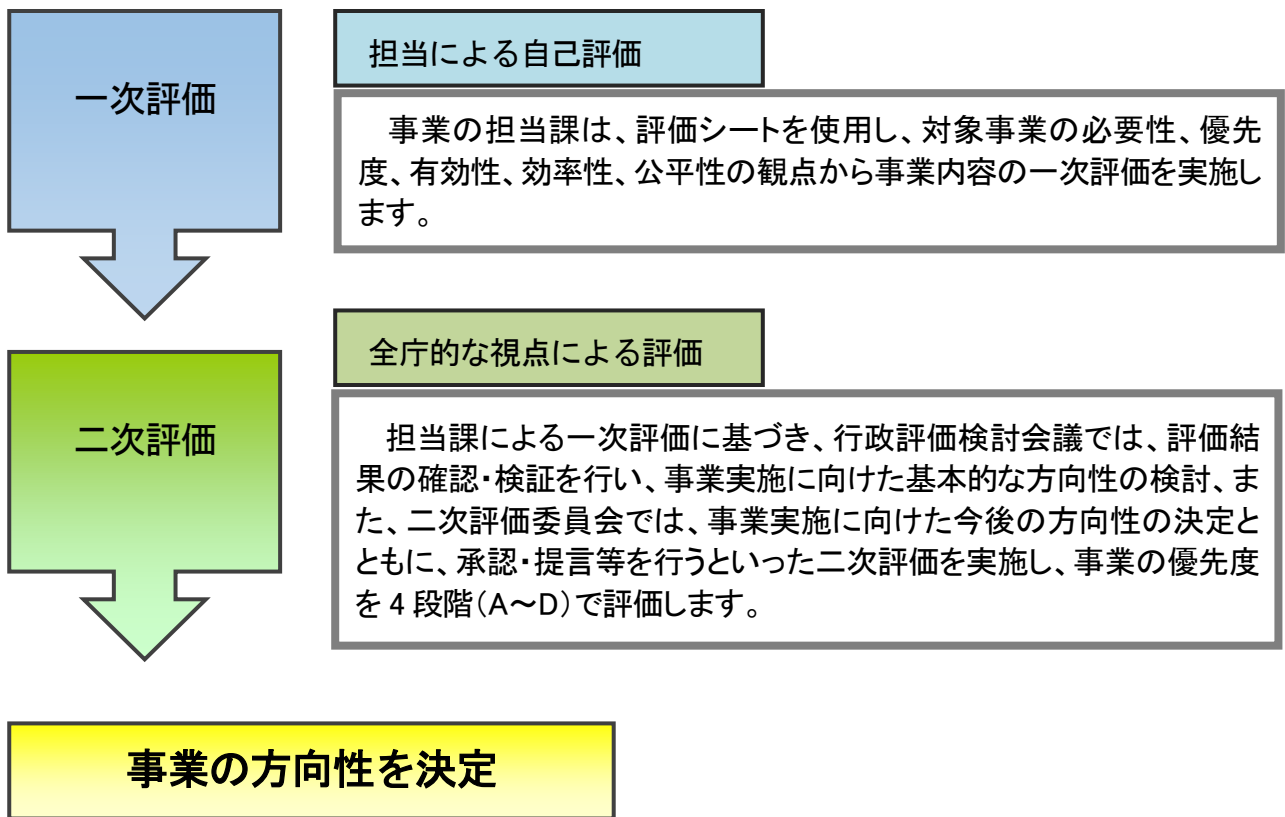 一次評価
担当による自己評価
　事業の担当課は、評価シートを使用し、対象事業の必要性、優先
度、有効性、効率性、公平性の観点から事業内容の一次評価を実施し
ます。
二次評価
全庁的な視点による評価
　担当課による一次評価に基づき、行政評価検討会議では、評価結
果の確認・検証を行い、事業実施に向けた基本的な方向性の検討、ま
た、二次評価委員会では、事業実施に向けた今後の方向性の決定と
ともに、承認・提言等を行うといった二次評価を実施し、事業の優先度
を 4 段階（A～D）で評価します。
事業の方向性を決定